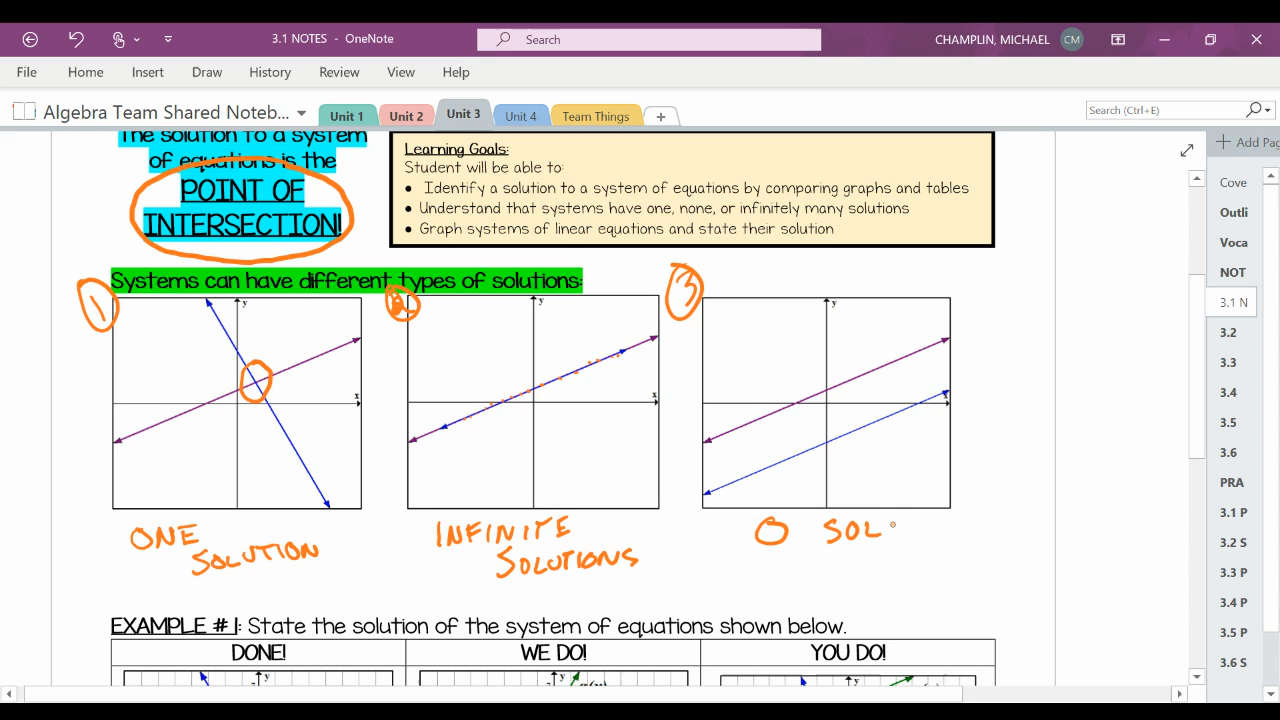 3.1 NOTES - OneNote
Search
CHAMPLIN, MICHAEL
CM
File Home Insert Draw History Review View Help
Algebra Team Shared Noteb...
Unit 1
Unit 2
Unit 3
Unit 4
Team Things
+
Search (Ctrl+E)
Add Pag
The solution to a system
of equations is the
POINT OF
INTERSECTION!
Learning Goals:
Student will be able to:
• Identify a solution to a system of equations by comparing graphs and tables
• Understand that systems have one, none, or infinitely many solutions
• Graph systems of linear equations and state their solution
Systems can have different types of solutions:
1
2
3
y
x
y
x
y
x
ONE
SOLUTION
INFINITE
SOLUTIONS
0 SOL
EXAMPLE #1: State the solution of the system of equations shown below.
DONE!
WE DO!
YOU DO!
y
y
y
Cove
Outli
Voca
NOT
3.1 N
3.2
3.3
3.4
3.5
3.6
PRA
3.1 P
3.2 S
3.3 P
3.4 P
3.5 P
3.6 S